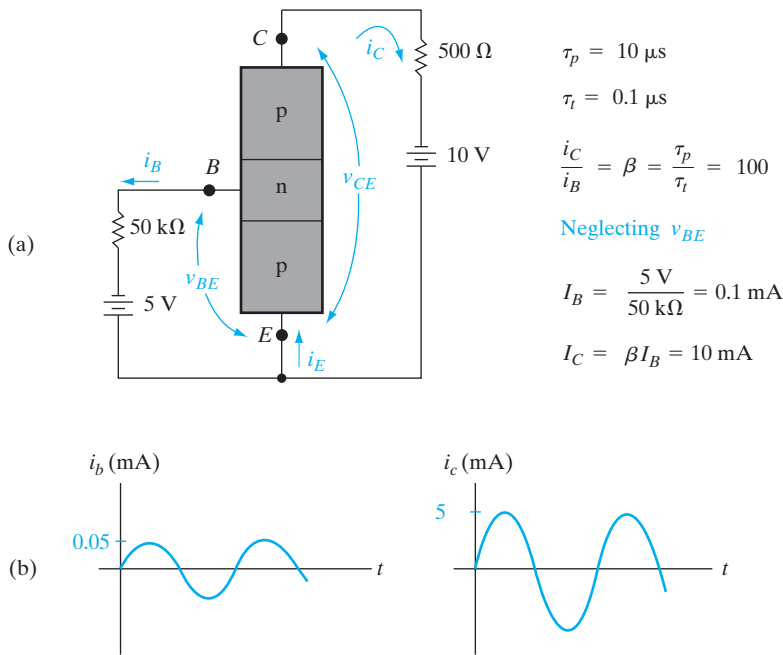 C
i_C
500 Ω
p
10 V
i_B
B
n
v_CE
50 kΩ
(a)
v_BE
p
5 V
E
i_E
τ_p = 10 μs
τ_t = 0.1 μs
i_C / i_B = β = τ_p / τ_t = 100
Neglecting v_BE
I_B = 5 V / 50 kΩ = 0.1 mA
I_C = βI_B = 10 mA
(b)
i_b (mA)
0.05
t
i_c (mA)
5
t